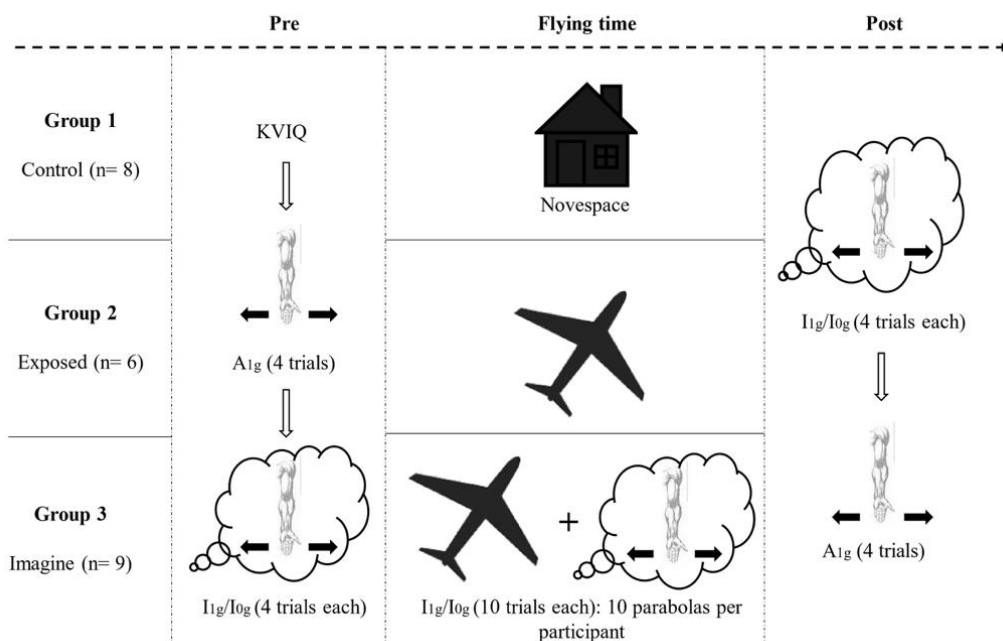 Pre
Flying time
Post
Group 1
Control (n= 8)
Group 2
Exposed (n= 6)
Group 3
Imagine (n= 9)
KVIQ
A1g (4 trials)
I1g/I0g (4 trials each)
Novespace
I1g/I0g (10 trials each): 10 parabolas per
participant
I1g/I0g (4 trials each)
A1g (4 trials)